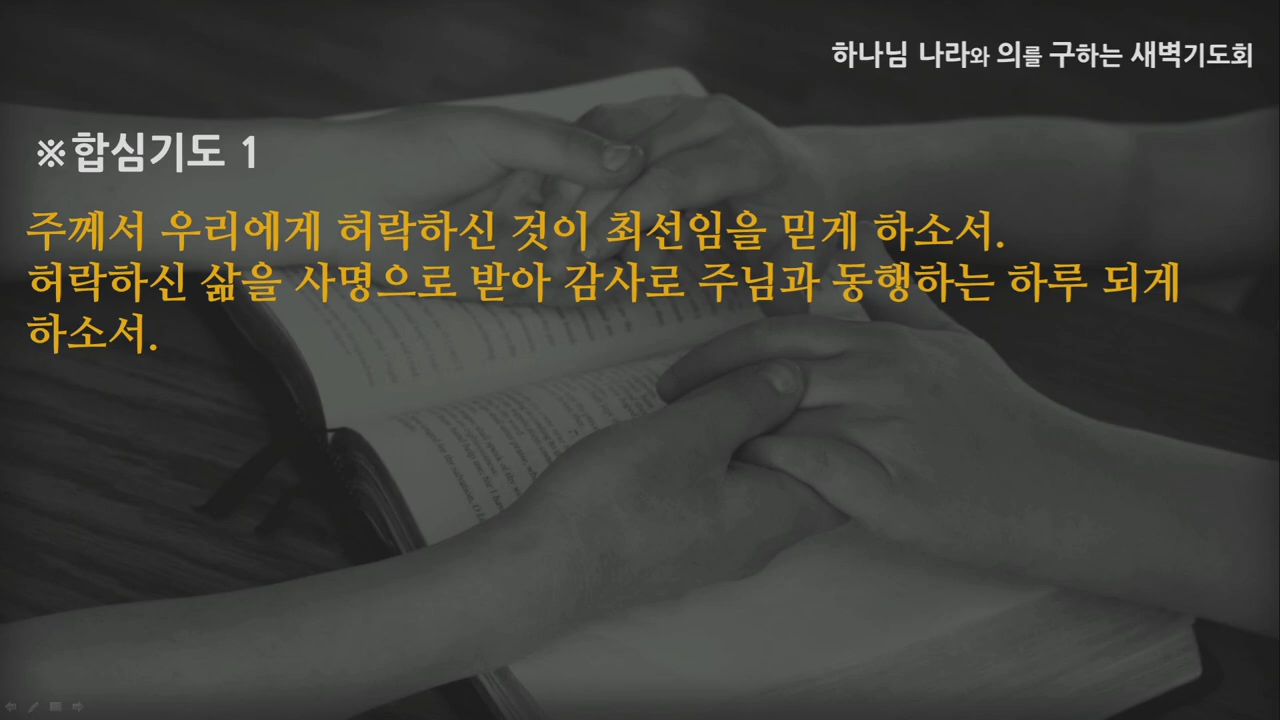 하나님 나라와 의를 구하는 새벽기도회
※합심기도 1
주께서 우리에게 허락하신 것이 최선임을 믿게 하소서.
허락하신 삶을 사명으로 받아 감사로 주님과 동행하는 하루 되게
하소서.